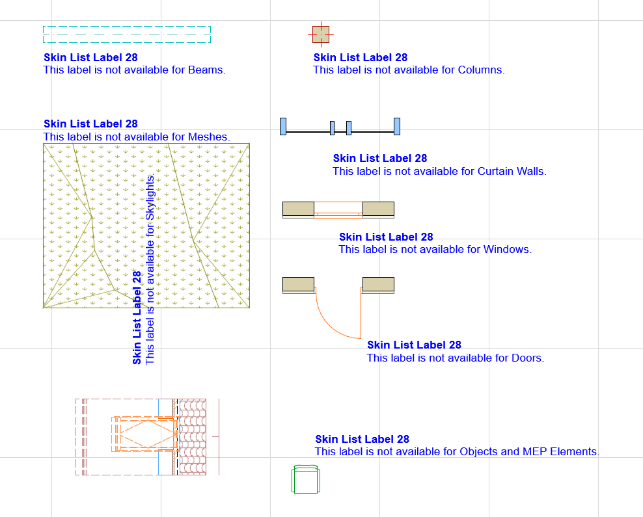 Skin List Label 28
This label is not available for Beams.
Skin List Label 28
This label is not available for Columns.
Skin List Label 28
This label is not available for Meshes.
Skin List Label 28
This label is not available for Curtain Walls.
Skin List Label 28
This label is not available for Skylights.
Skin List Label 28
This label is not available for Windows.
Skin List Label 28
This label is not available for Doors.
Skin List Label 28
This label is not available for Objects and MEP Elements.